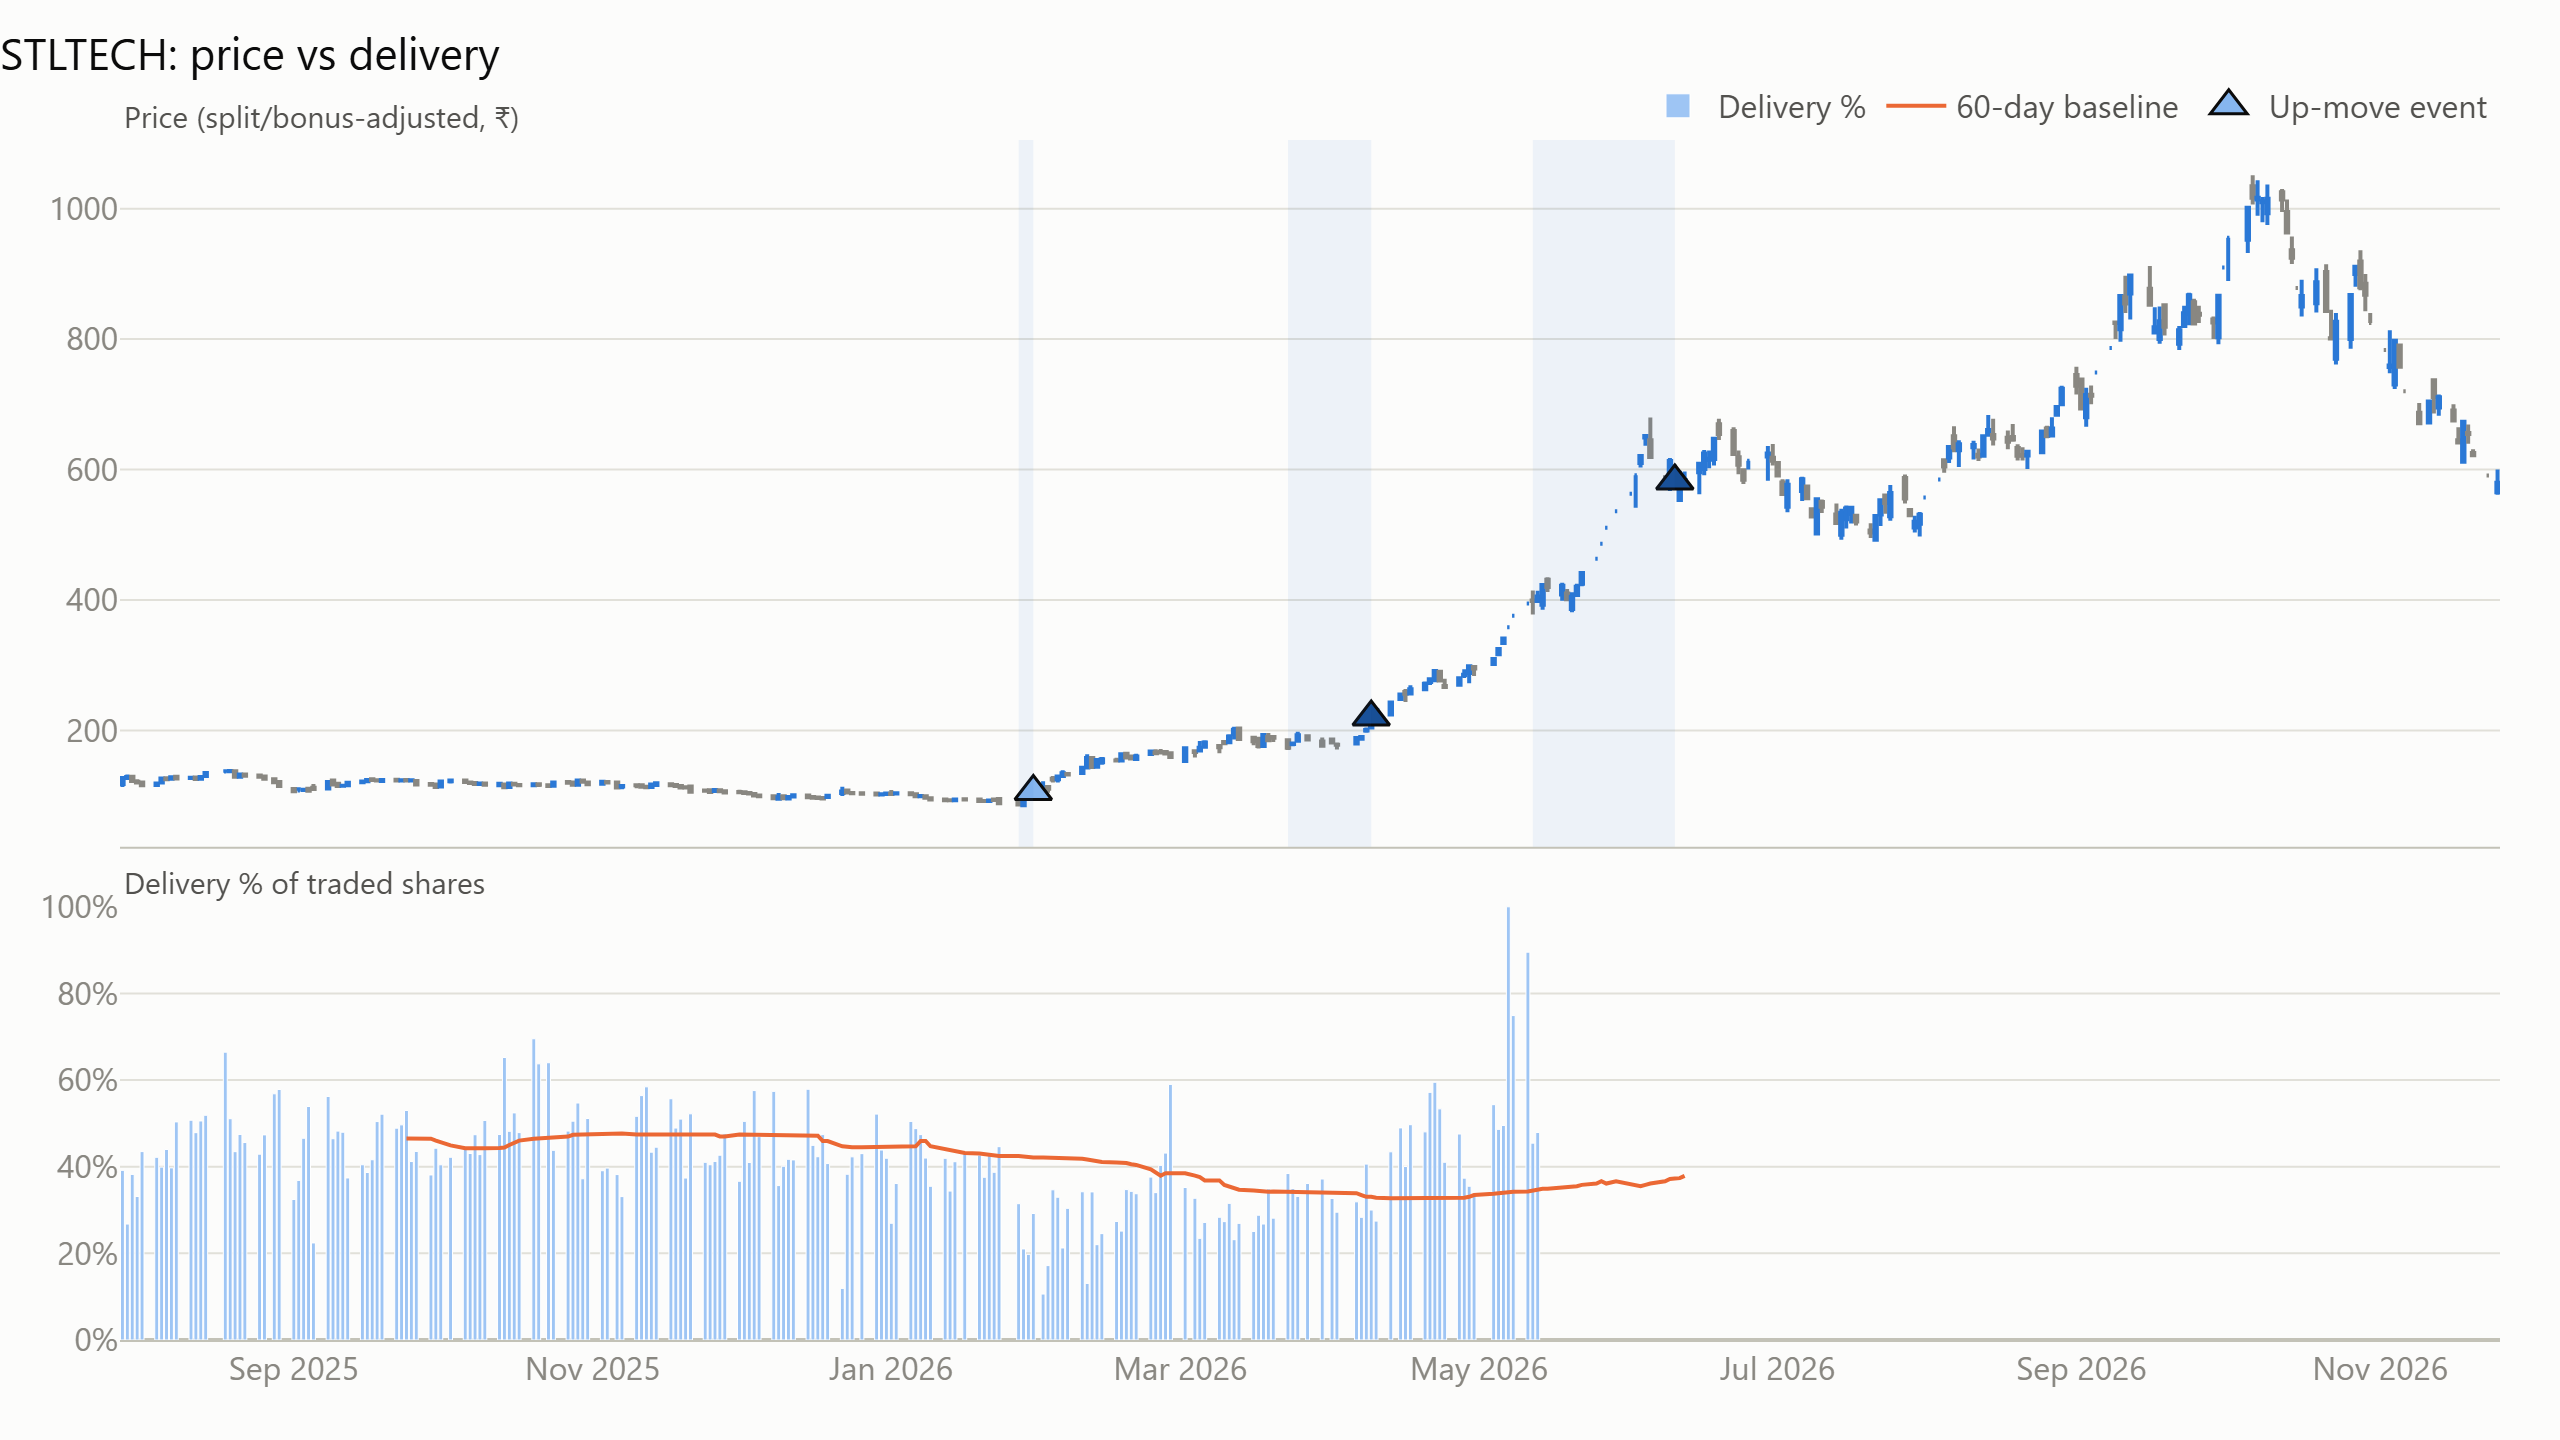 STLTECH: price vs delivery
Price (split/bonus-adjusted, ₹)
Delivery %
60-day baseline
Up-move event
1000
800
600
400
200
Delivery % of traded shares
100%
80%
60%
40%
20%
0%
Sep 2025
Nov 2025
Jan 2026
Mar 2026
May 2026
Jul 2026
Sep 2026
Nov 2026